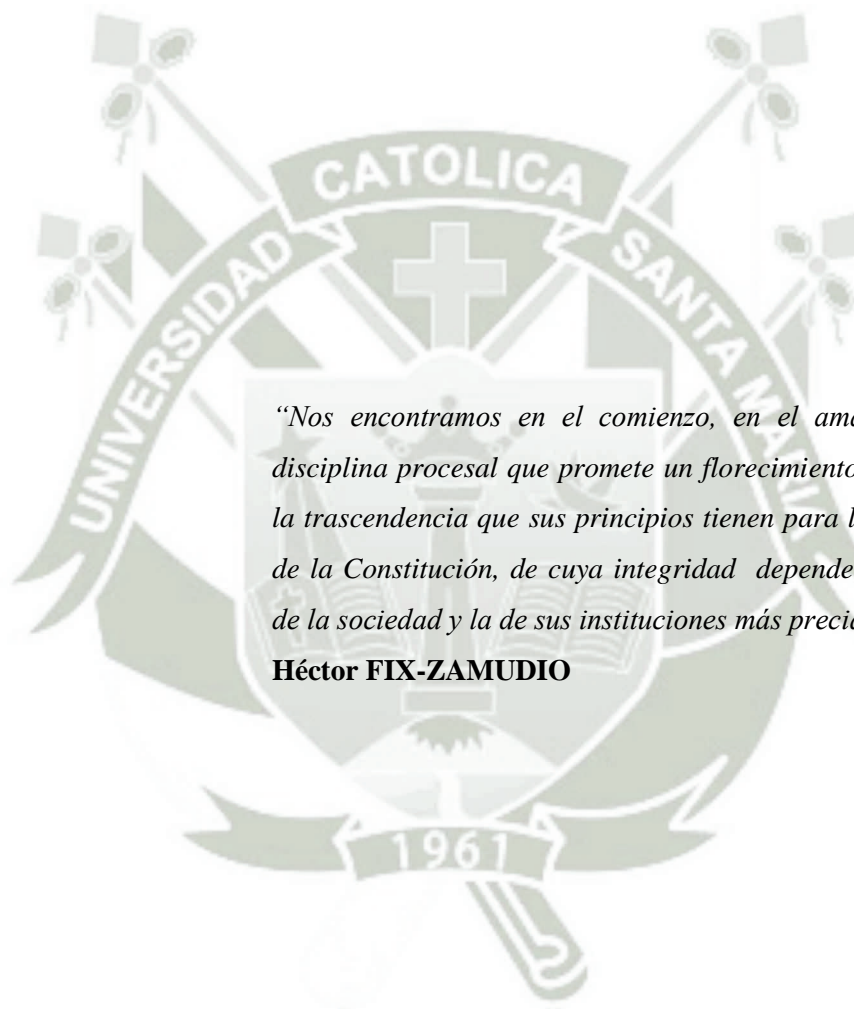 UNIVERSIDAD CATOLICA SANTA MARIA
“Nos encontramos en el comienzo, en el
disciplina procesal que promete un florecimiento
la trascendencia que sus principios tienen para
de la Constitución, de cuya integridad depende
de la sociedad y la de sus instituciones más
Héctor FIX-ZAMUDIO
1961